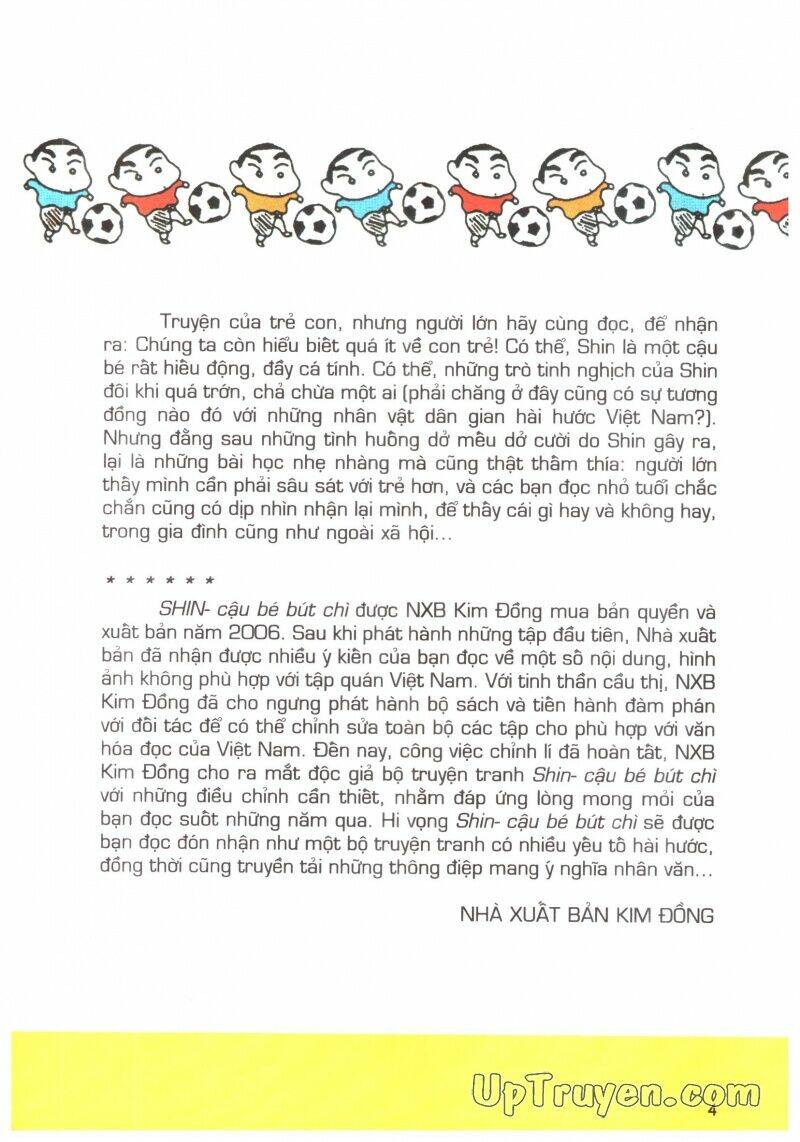 Truyện của trẻ con, nhưng người lớn hãy cùng đọc, để nhận
ra: Chúng ta còn hiểu biết quá ít về con trẻ! Có thể, Shin là một cậu
bé rất hiếu động, đầy cá tính. Có thể, những trò tinh nghịch của Shin
đôi khi quá trớn, chả chừa một ai (phải chăng ở đây cũng có sự tương
đồng nào đó với những nhân vật dân gian hài hước Việt Nam?).
Nhưng đằng sau những tình huống dở mếu dở cười do Shin gây ra,
lại là những bài học nhẹ nhàng mà cũng thật thấm thía: người lớn
thấy mình cần phải sâu sát với trẻ hơn, và các bạn đọc nhỏ tuổi chắc
chắn cũng có dịp nhìn nhận lại mình, để thấy cái gì hay và không hay,
trong gia đình cũng như ngoài xã hội...
* * * * * *
SHIN- cậu bé bút chì được NXB Kim Đồng mua bản quyền và
xuất bản năm 2006. Sau khi phát hành những tập đầu tiên, Nhà xuất
bản đã nhận được nhiều ý kiến của bạn đọc về một số nội dung, hình
ảnh không phù hợp với tập quán Việt Nam. Với tinh thần cầu thị, NXB
Kim Đồng đã cho ngưng phát hành bộ sách và tiến hành đàm phán
với đối tác để có thể chỉnh sửa toàn bộ các tập cho phù hợp với văn
hóa đọc của Việt Nam. Đến nay, công việc chỉnh lí đã hoàn tất, NXB
Kim Đồng cho ra mắt độc giả bộ truyện tranh Shin- cậu bé bút chì
với những điều chỉnh cần thiết, nhằm đáp ứng lòng mong mỏi của
bạn đọc suốt những năm qua. Hi vọng Shin- cậu bé bút chì sẽ được
bạn đọc đón nhận như một bộ truyện tranh có nhiều yếu tố hài hước,
đồng thời cũng truyền tải những thông điệp mang ý nghĩa nhân văn...
NHÀ XUẤT BẢN KIM ĐỒNG
UpTruyen.com
4